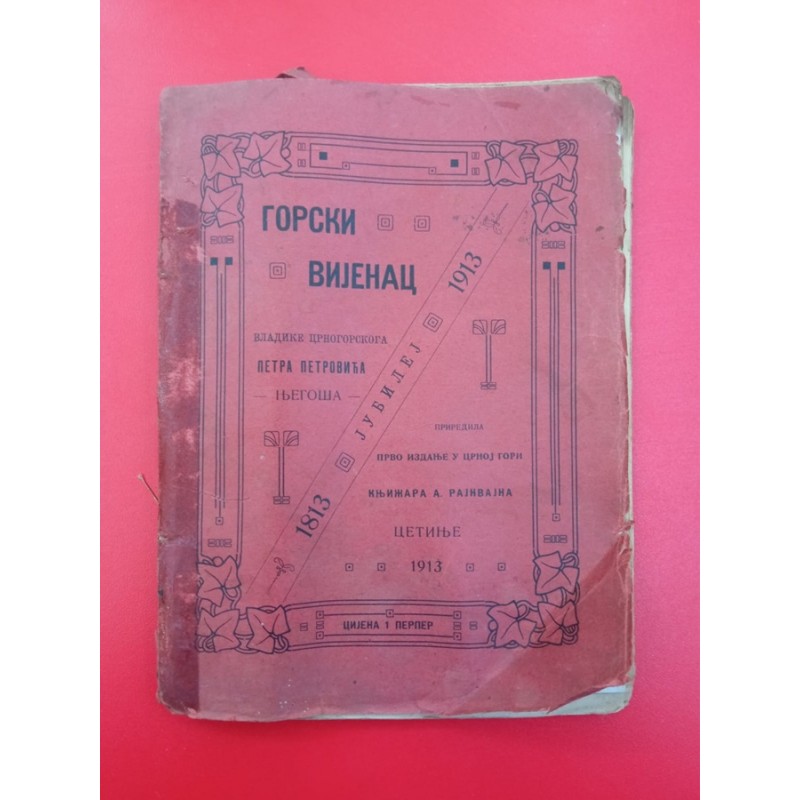 ГОРСКИ
ВИЈЕНАЦ
ВЛАДИКЕ ЦРНОГОРСКОГА
ПЕТРА ПЕТРОВИЋА
— ЊЕГОША —
1813 ЈУБИЛЕЈ 1913
ПРИРЕДИЛА
ПРВО ИЗДАЊЕ У ЦРНОЈ ГОРИ
КЊИЖАРА А. РАЈНВАЈНА
ЦЕТИЊЕ
1913
ЦИЈЕНА 1 ПЕРПЕР